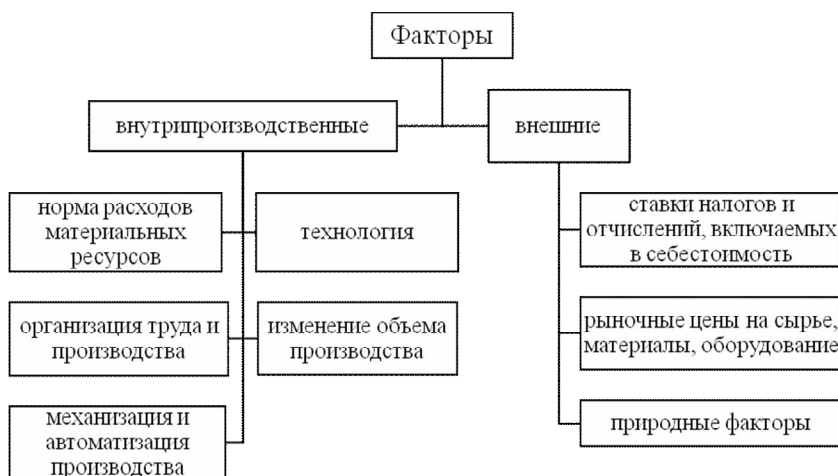 Факторы
внутрипроизводственные
внешние
норма расходов
материальных
ресурсов
технология
ставки налогов и
отчислений, включаемых
в себестоимость
организация труда и
производства
изменение объема
производства
рыночные цены на сырье,
материалы, оборудование
механизация и
автоматизация
производства
природные факторы